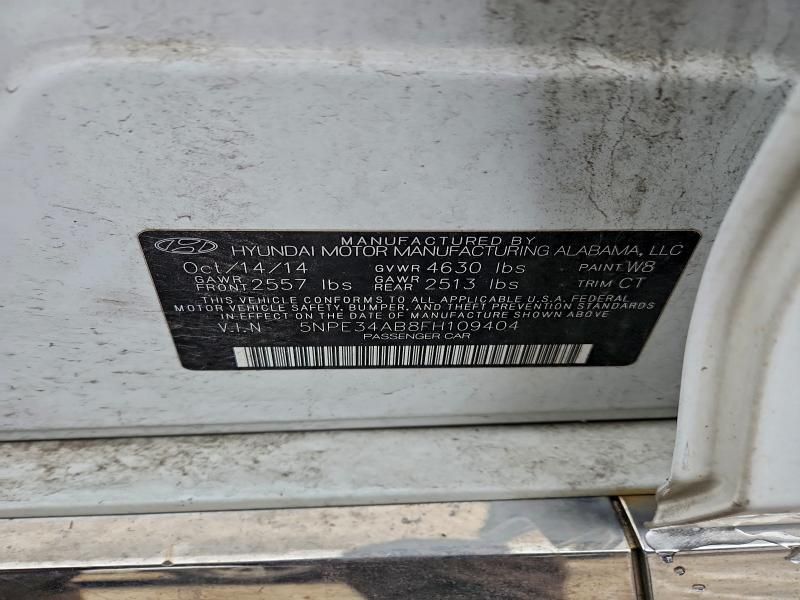 MANUFACTURED BY
HYUNDAI MOTOR MANUFACTURING ALABAMA, LLC
Oct/14/14 GVWR 4630 lbs PAINT W8
GAWR FRONT 2557 lbs GAWR REAR 2513 lbs TRIM CT
THIS VEHICLE CONFORMS TO ALL APPLICABLE U.S.A. FEDERAL
MOTOR VEHICLE SAFETY, BUMPER, AND THEFT PREVENTION STANDARDS
IN EFFECT ON THE DATE OF MANUFACTURE SHOWN ABOVE
V.I.N 5NPE34AB8FH109404
PASSENGER CAR